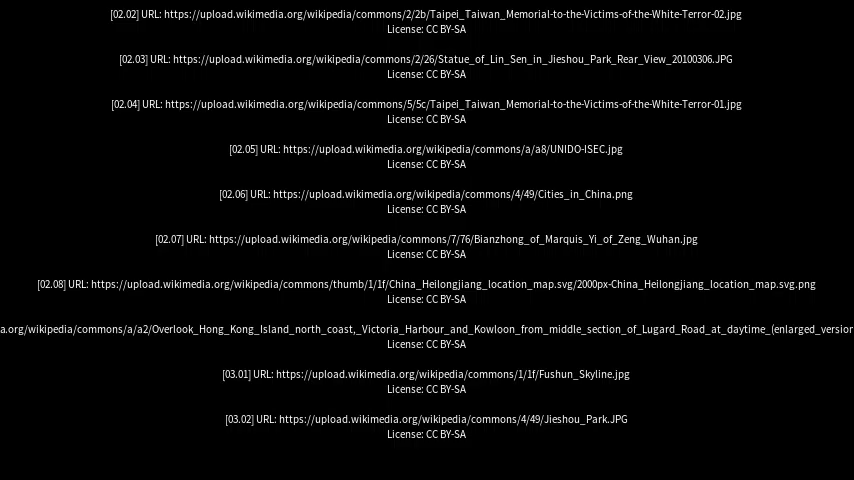 [02.02] URL: https://upload.wikimedia.org/wikipedia/commons/2/2b/Taipei_Taiwan_Memorial-to-the-Victims-of-the-White-Terror-02.jpg
License: CC BY-SA
[02.03] URL: https://upload.wikimedia.org/wikipedia/commons/2/26/Statue_of_Lin_Sen_in_Jieshou_Park_Rear_View_20100306.JPG
License: CC BY-SA
[02.04] URL: https://upload.wikimedia.org/wikipedia/commons/5/5c/Taipei_Taiwan_Memorial-to-the-Victims-of-the-White-Terror-01.jpg
License: CC BY-SA
[02.05] URL: https://upload.wikimedia.org/wikipedia/commons/a/a8/UNIDO-ISEC.jpg
License: CC BY-SA
[02.06] URL: https://upload.wikimedia.org/wikipedia/commons/4/49/Cities_in_China.png
License: CC BY-SA
[02.07] URL: https://upload.wikimedia.org/wikipedia/commons/7/76/Bianzhong_of_Marquis_Yi_of_Zeng_Wuhan.jpg
License: CC BY-SA
[02.08] URL: https://upload.wikimedia.org/wikipedia/commons/thumb/1/1f/China_Heilongjiang_location_map.svg/2000px-China_Heilongjiang_location_map.svg.png
License: CC BY-SA
a.org/wikipedia/commons/a/a2/Overlook_Hong_Kong_Island_north_coast,_Victoria_Harbour_and_Kowloon_from_middle_section_of_Lugard_Road_at_daytime_(enlarged_version
License: CC BY-SA
[03.01] URL: https://upload.wikimedia.org/wikipedia/commons/1/1f/Fushun_Skyline.jpg
License: CC BY-SA
[03.02] URL: https://upload.wikimedia.org/wikipedia/commons/4/49/Jieshou_Park.JPG
License: CC BY-SA